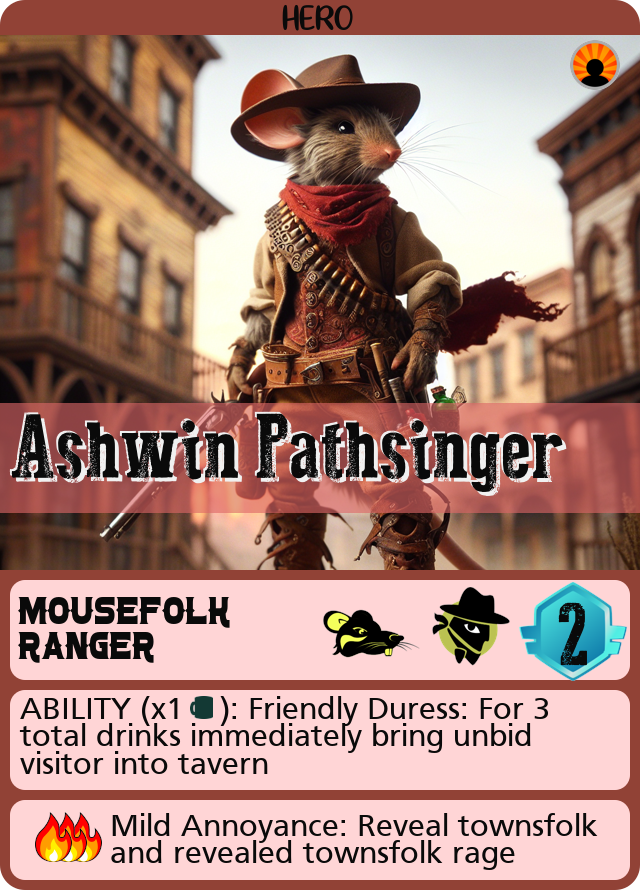 HERO
Ashwin Pathsinger
MOUSEFOLK
RANGER
2
ABILITY (x1 ): Friendly Duress: For 3
total drinks immediately bring unbid
visitor into tavern
Mild Annoyance: Reveal townsfolk
and revealed townsfolk rage